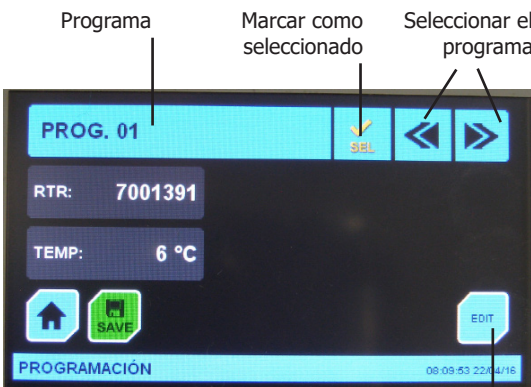 Programa
Marcar como
seleccionado
Seleccionar el
programa
PROG. 01
SEL
RTR: 7001391
TEMP: 6 ºC
SAVE
EDIT
PROGRAMACIÓN
08:09:53 22/04/16